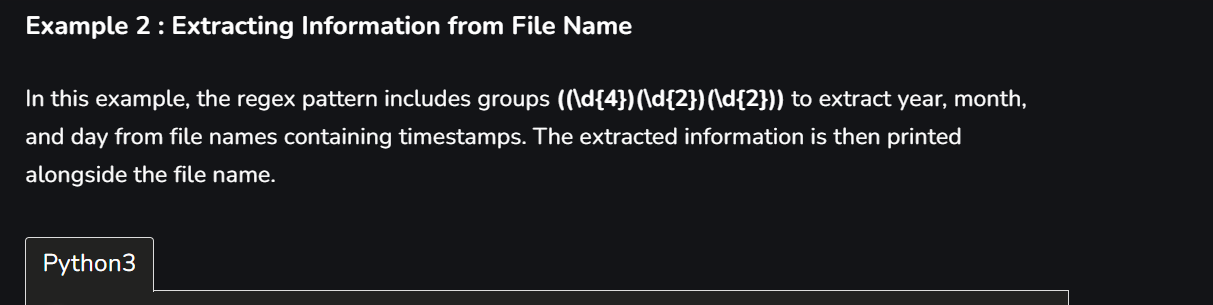 Example 2 : Extracting Information from File Name
In this example, the regex pattern includes groups ((\d{4})(\d{2})(\d{2})) to extract year, month,
and day from file names containing timestamps. The extracted information is then printed
alongside the file name.
Python3